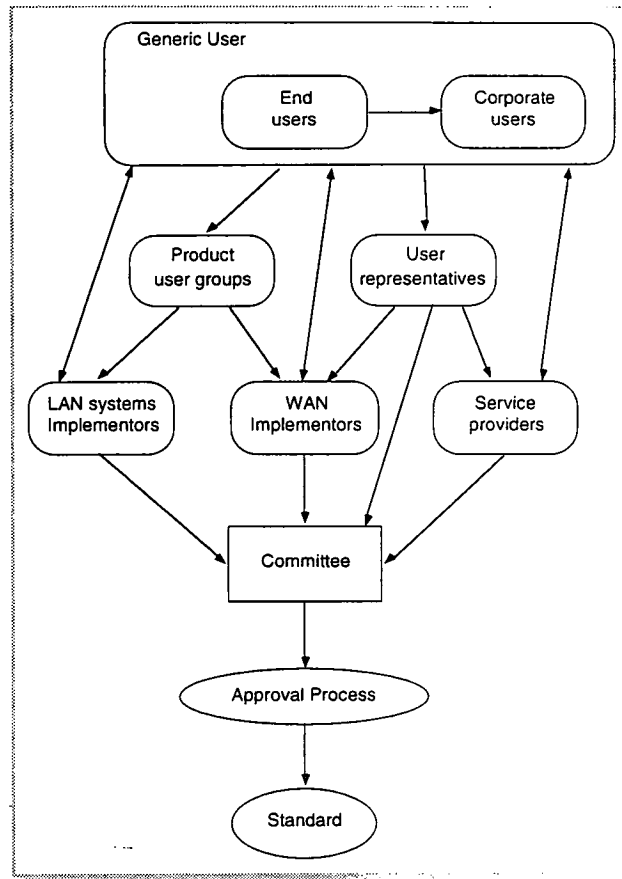 Generic User
End
users
Corporate
users
Product
user groups
User
representatives
LAN systems
Implementors
WAN
Implementors
Service
providers
Committee
Approval Process
Standard